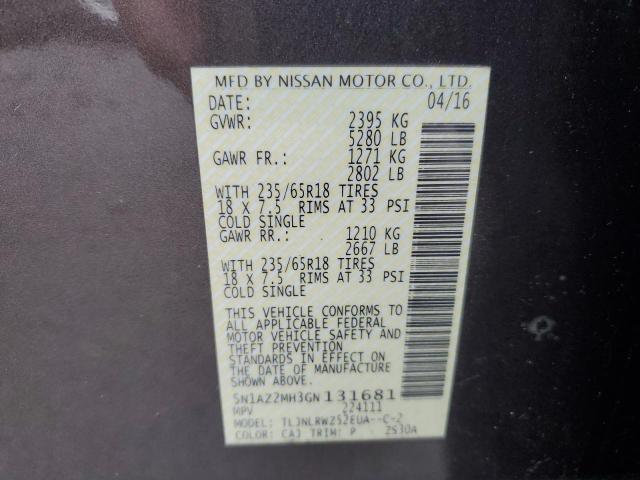 MFD BY NISSAN MOTOR CO., LTD.
DATE: 04/16
GVWR: 2395 KG
5280 LB
GAWR FR.: 1271 KG
2802 LB
WITH 235/65R18 TIRES
18 X 7.5 RIMS AT 33 PSI
COLD SINGLE
GAWR RR.: 1210 KG
2667 LB
WITH 235/65R18 TIRES
18 X 7.5 RIMS AT 33 PSI
COLD SINGLE
THIS VEHICLE CONFORMS TO
ALL APPLICABLE FEDERAL
MOTOR VEHICLE SAFETY AND
THEFT PREVENTION
STANDARDS IN EFFECT ON
THE DATE OF MANUFACTURE
SHOWN ABOVE.
5N1AZ2MH3GN131681
MPV 224111
MODEL: TLJNLRWZ52EUA--C-2
COLOR: CAJ TRIM: P - 2S30A